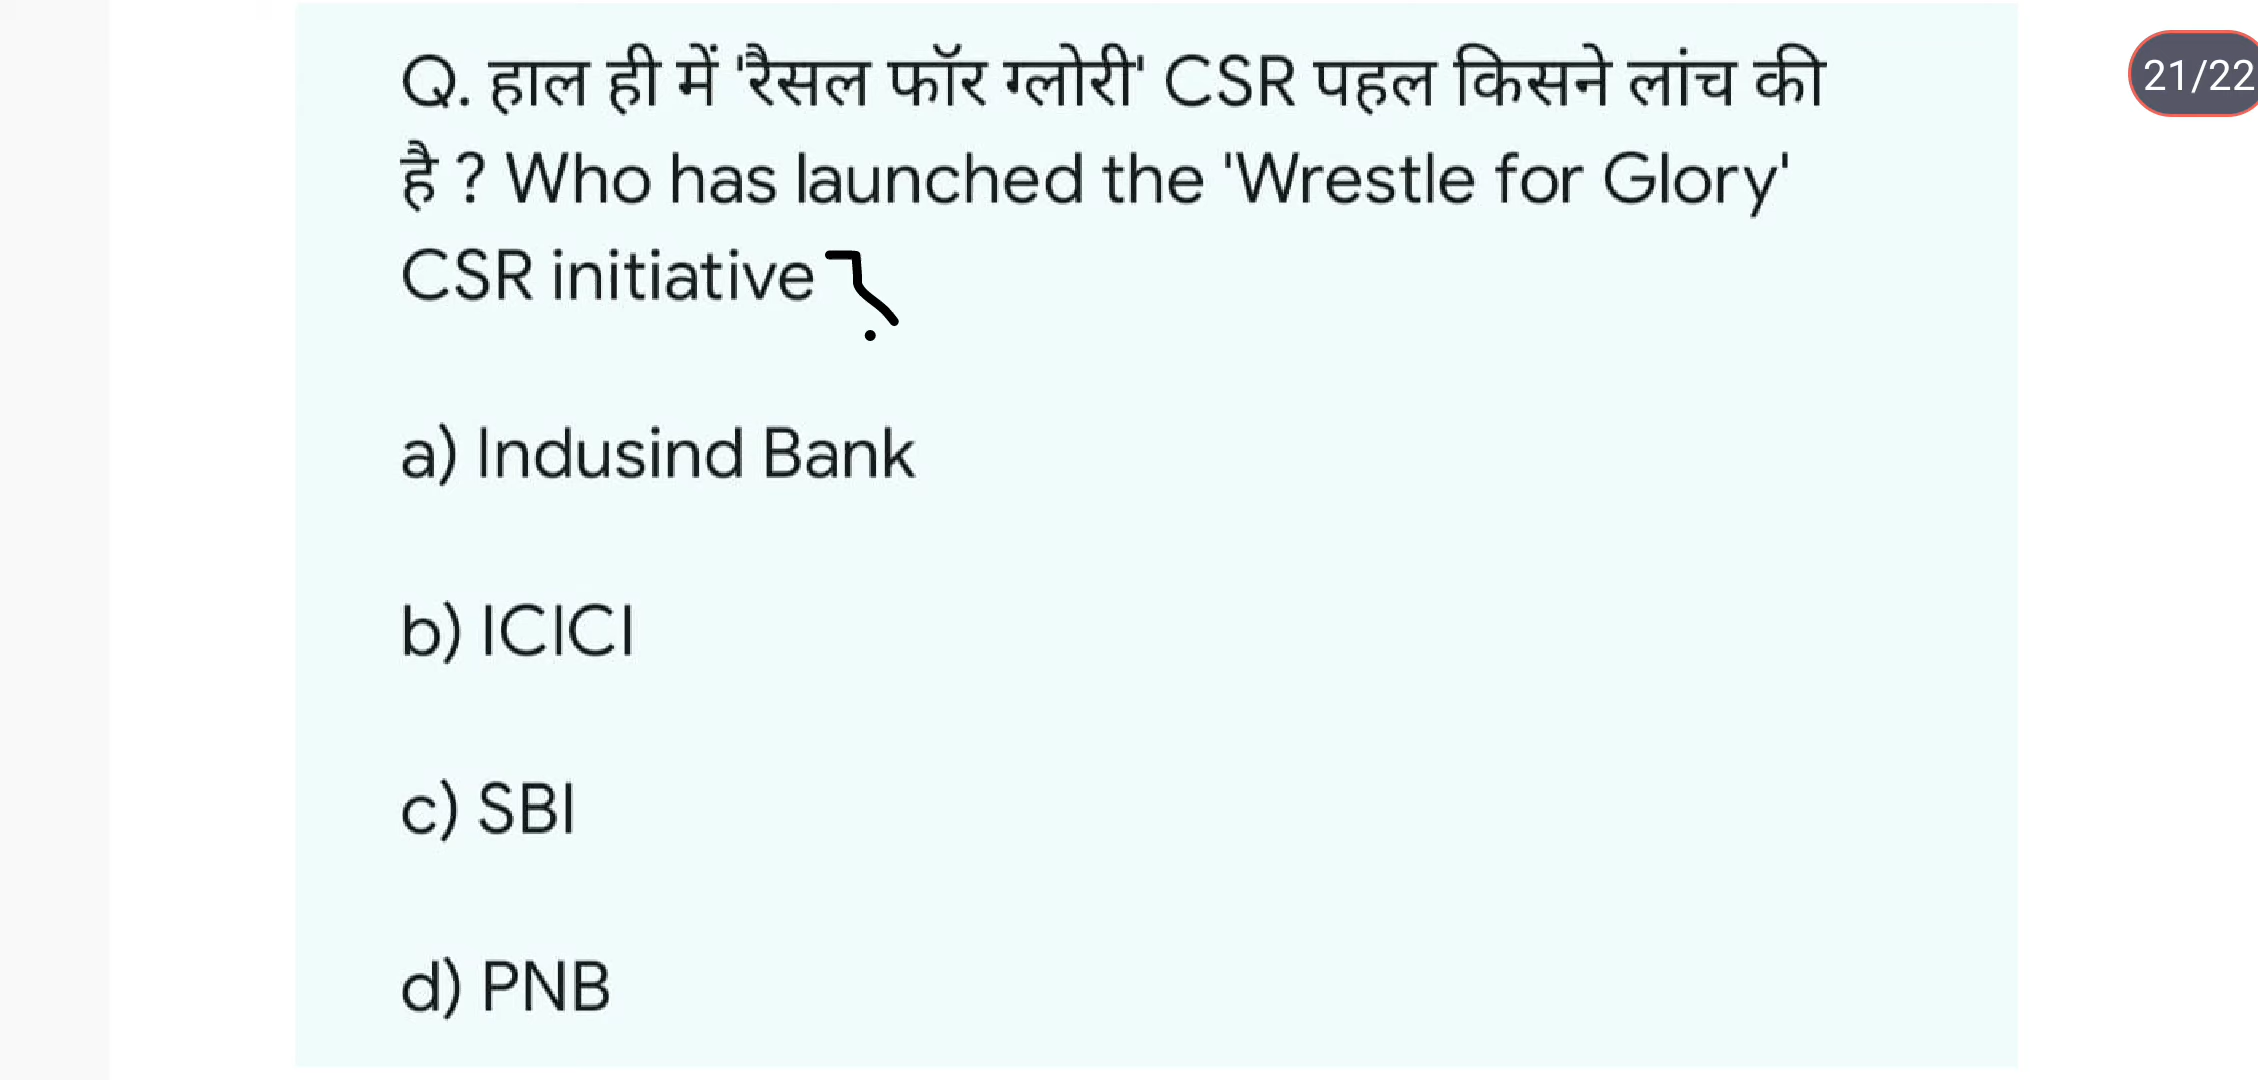 Q. हाल ही में 'रैसल फॉर ग्लोरी' CSR पहल किसने लांच की
है ? Who has launched the 'Wrestle for Glory'
CSR initiative ?
a) Indusind Bank
b) ICICI
c) SBI
d) PNB
21/22